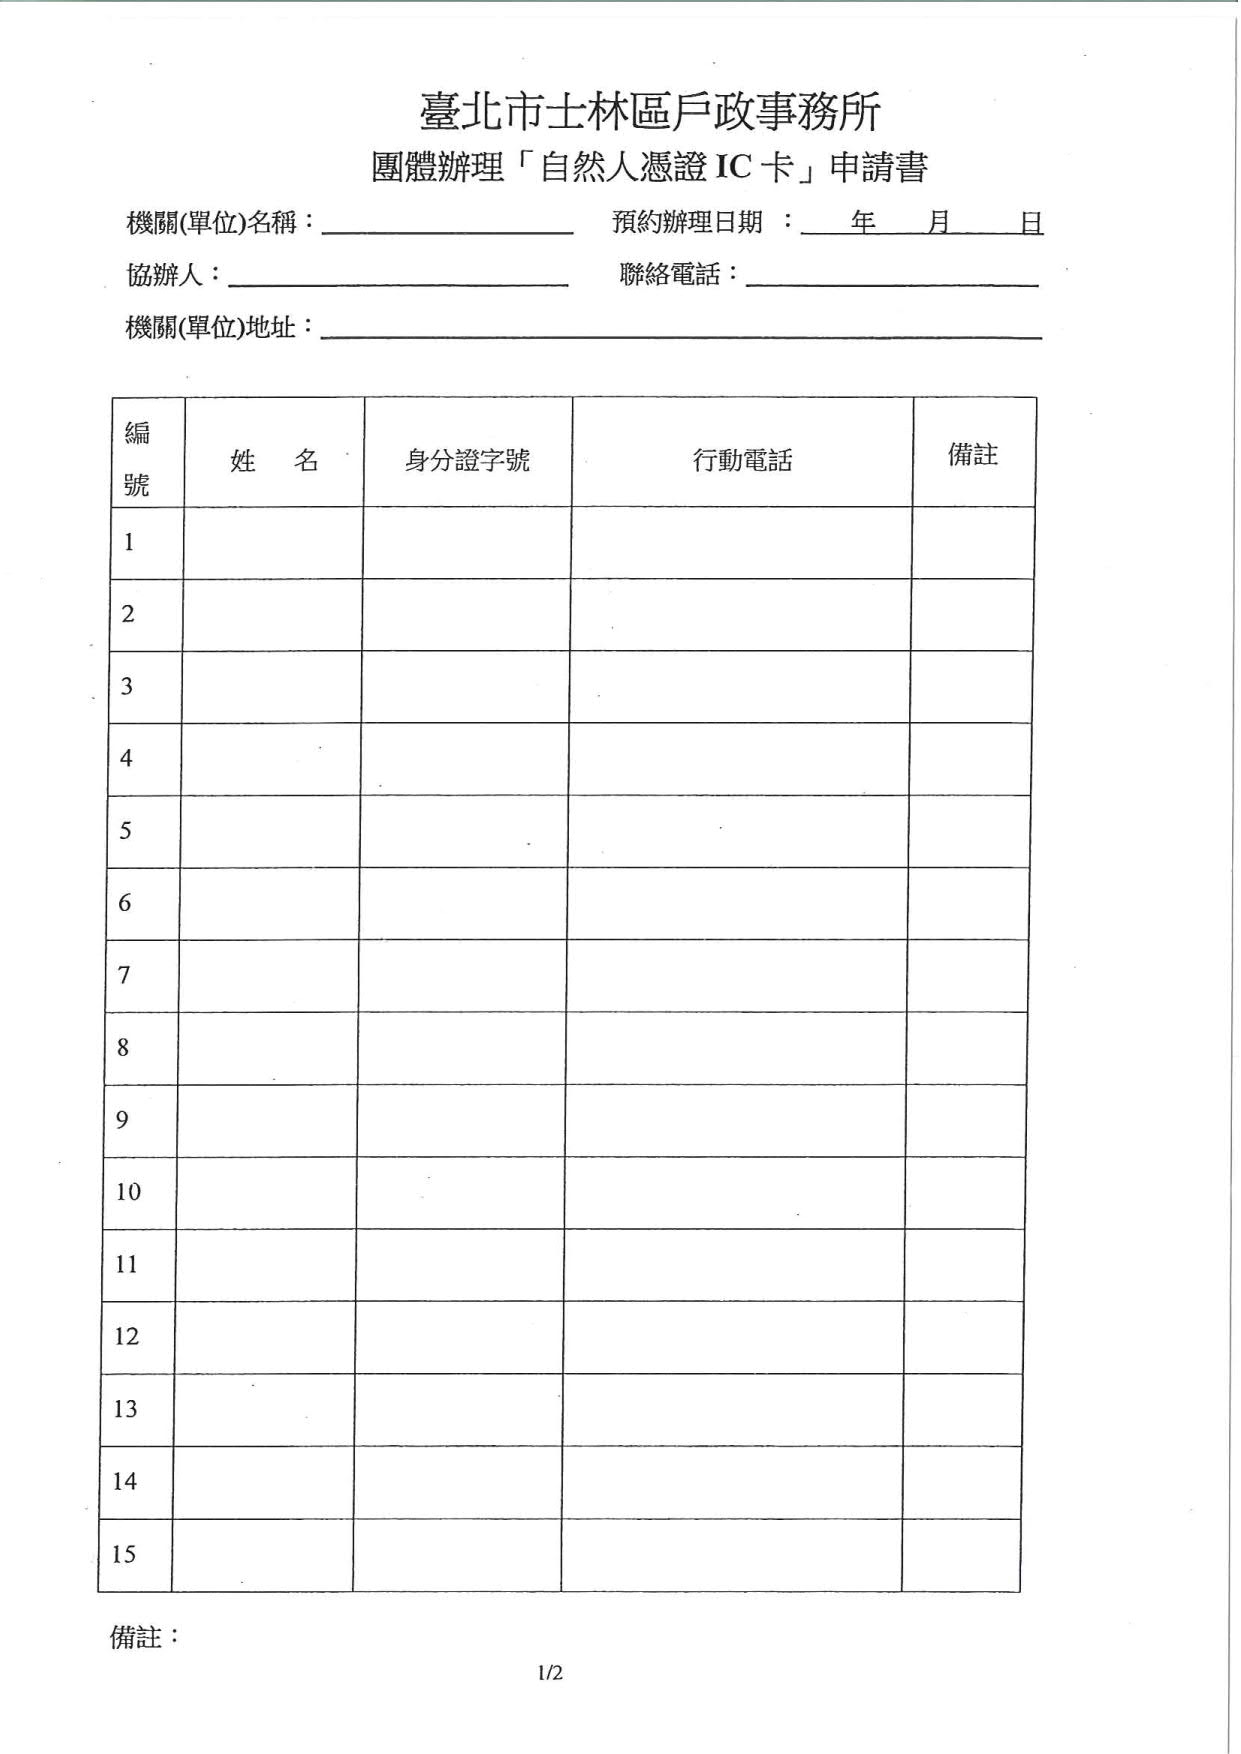 臺北市士林區戶政事務所
團體辦理「自然人憑證 IC 卡」申請書
機關(單位)名稱： 預約辦理日期 ： 年 月 日
協辦人： 聯絡電話：
機關(單位)地址：
編號 姓 名 身分證字號 行動電話 備註
1
2
3
4
5
6
7
8
9
10
11
12
13
14
15
備註：
1/2